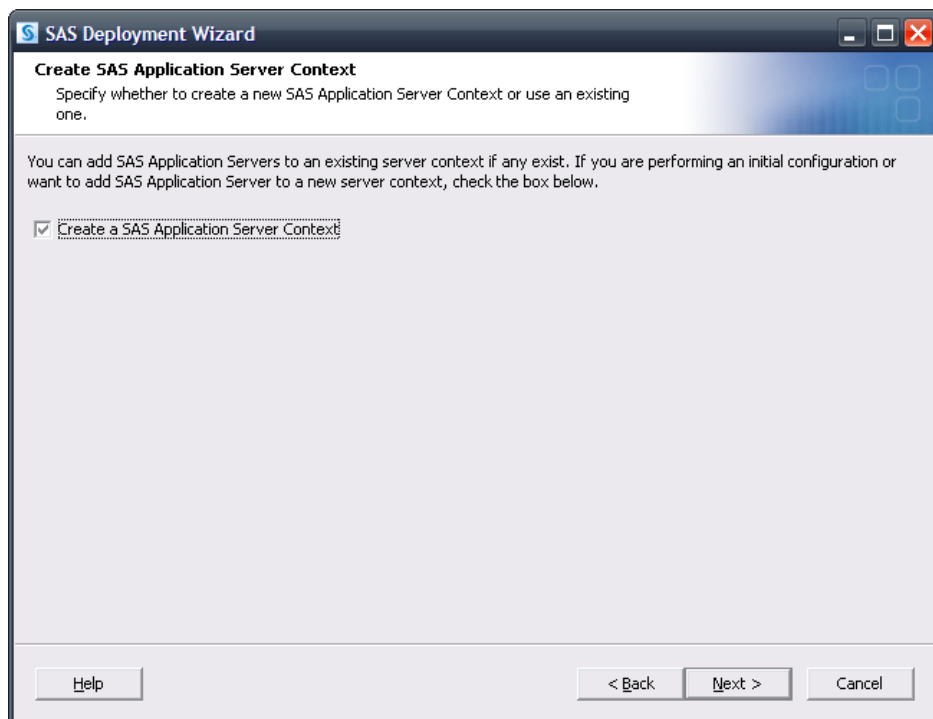 SAS Deployment Wizard
Create SAS Application Server Context
Specify whether to create a new SAS Application Server Context or use an existing
one.
You can add SAS Application Servers to an existing server context if any exist. If you are performing an initial configuration or
want to add SAS Application Server to a new server context, check the box below.
Create a SAS Application Server Context
Help
< Back
Next >
Cancel